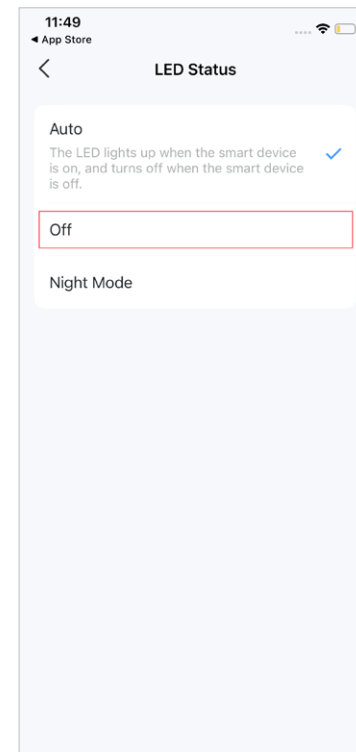 11:49
◀ App Store
LED Status
Auto
The LED lights up when the smart device
is on, and turns off when the smart device
is off.
Off
Night Mode